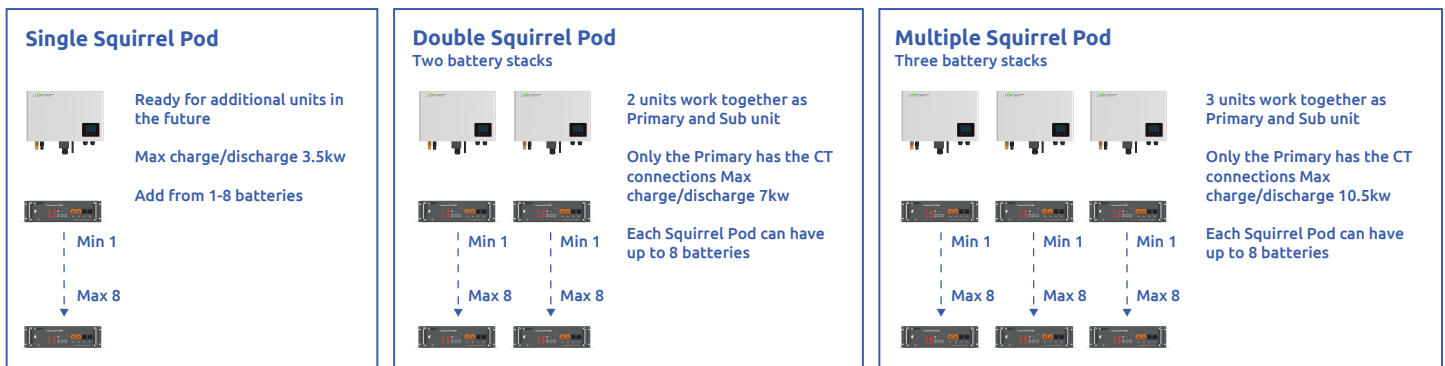 Single Squirrel Pod
Ready for additional units in
the future
Max charge/discharge 3.5kw
Add from 1-8 batteries
Min 1
Max 8
Double Squirrel Pod
Two battery stacks
2 units work together as
Primary and Sub unit
Only the Primary has the CT
connections Max
charge/discharge 7kw
Each Squirrel Pod can have
up to 8 batteries
Min 1
Min 1
Max 8
Max 8
Multiple Squirrel Pod
Three battery stacks
3 units work together as
Primary and Sub unit
Only the Primary has the CT
connections Max
charge/discharge 10.5kw
Each Squirrel Pod can have
up to 8 batteries
Min 1
Min 1
Min 1
Max 8
Max 8
Max 8